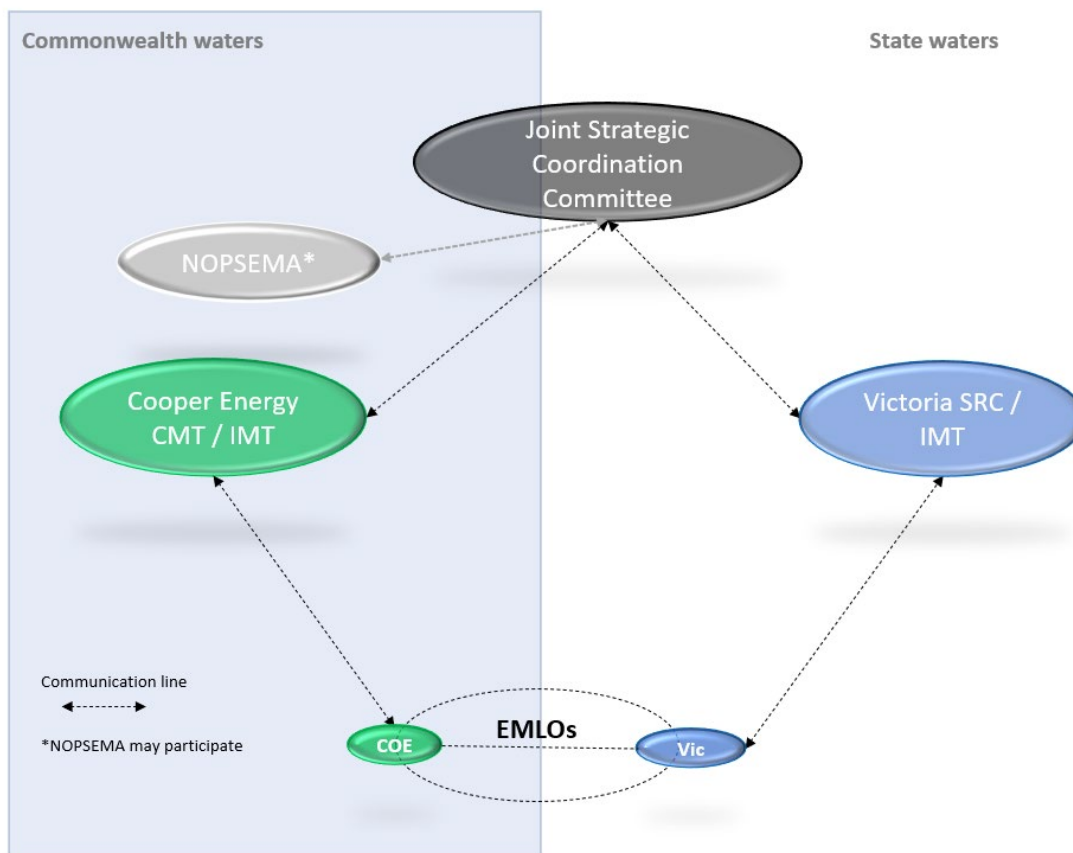 Commonwealth waters
State waters
Joint Strategic
Coordination
Committee
NOPSEMA*
Cooper Energy
CMT / IMT
Victoria SRC /
IMT
Communication line
*NOPSEMA may participate
EMLOs
COE
Vic